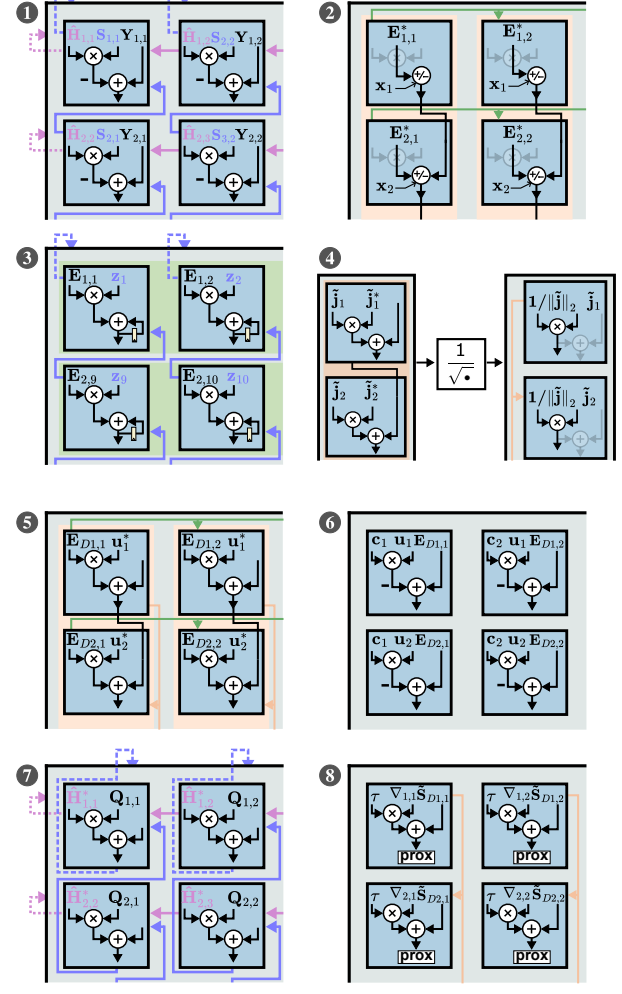 1
Ĥ1,1 S1,1 Y1,1
Ĥ1,2 S2,2 Y1,2
× − +
× − +
Ĥ2,2 S2,1 Y2,1
Ĥ2,3 S3,2 Y2,2
× − +
× − +
2
E*1,1
E*1,2
× +/− x1
× +/− x1
E*2,1
E*2,2
× +/− x2
× +/− x2
3
E1,1 z1
E1,2 z2
× +
× +
E2,9 z9
E2,10 z10
× +
× +
4
j̃1 j̃*1
× +
j̃2 j̃*2
× +
1/√•
1/‖j̃‖2 j̃1
× +
1/‖j̃‖2 j̃2
× +
5
ED1,1 u*1
ED1,2 u*1
× +
× +
ED2,1 u*2
ED2,2 u*2
× +
× +
6
c1 u1 ED1,1
c2 u1 ED1,2
× − +
× − +
c1 u2 ED2,1
c2 u2 ED2,2
× − +
× − +
7
Ĥ*1,1 Q1,1
Ĥ*1,2 Q1,2
× +
× +
Ĥ*2,2 Q2,1
Ĥ*2,3 Q2,2
× +
× +
8
τ ∇1,1 S̃D1,1
τ ∇1,2 S̃D1,2
× +
× +
prox
prox
τ ∇2,1 S̃D2,1
τ ∇2,2 S̃D2,2
× +
× +
prox
prox